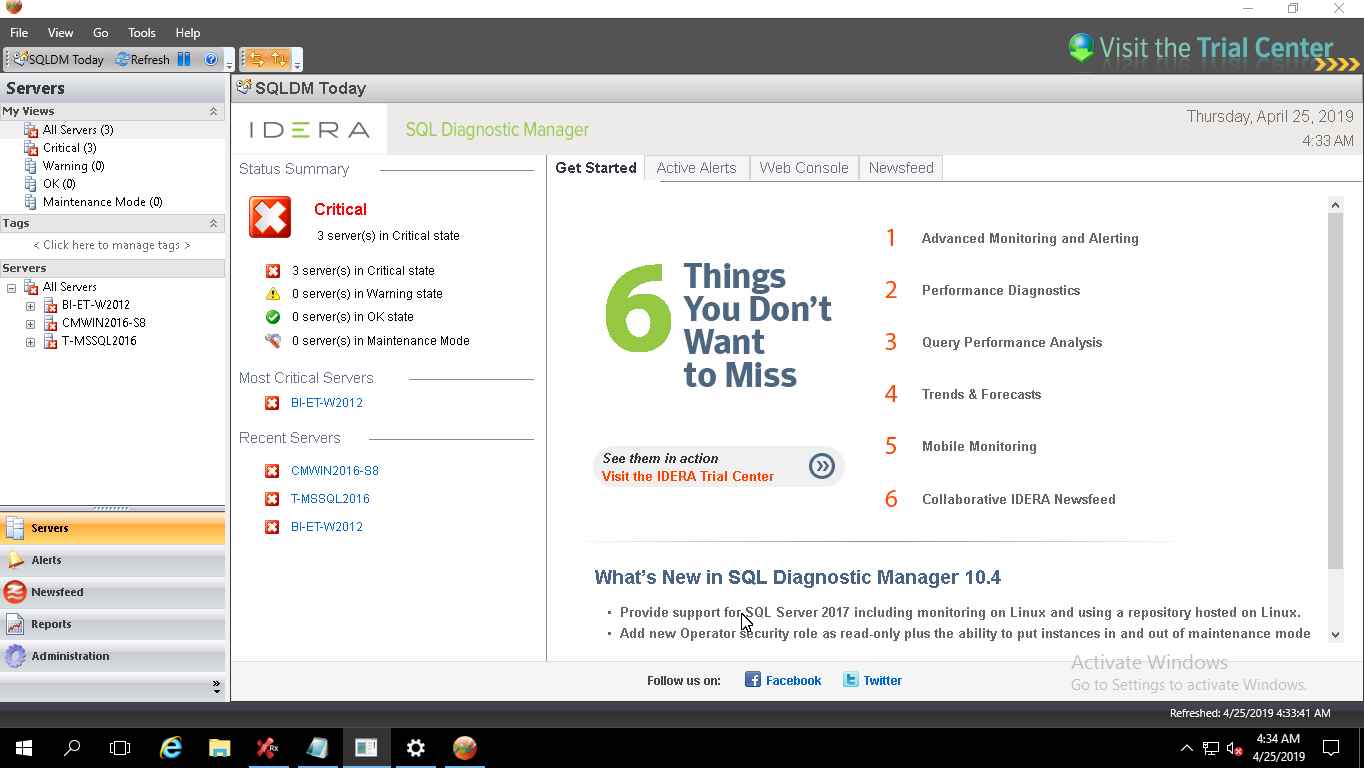 File View Go Tools Help
SQLDM Today Refresh
Visit the Trial Center
Servers
My Views
All Servers (3)
Critical (3)
Warning (0)
OK (0)
Maintenance Mode (0)
Tags
< Click here to manage tags >
Servers
All Servers
BI-ET-W2012
CMWIN2016-S8
T-MSSQL2016
Servers
Alerts
Newsfeed
Reports
Administration
SQLDM Today
IDERA SQL Diagnostic Manager
Thursday, April 25, 2019
4:33 AM
Status Summary
Critical
3 server(s) in Critical state
3 server(s) in Critical state
0 server(s) in Warning state
0 server(s) in OK state
0 server(s) in Maintenance Mode
Most Critical Servers
BI-ET-W2012
Recent Servers
CMWIN2016-S8
T-MSSQL2016
BI-ET-W2012
Get Started Active Alerts Web Console Newsfeed
6 Things
You Don't
Want
to Miss
See them in action
Visit the IDERA Trial Center
1 Advanced Monitoring and Alerting
2 Performance Diagnostics
3 Query Performance Analysis
4 Trends & Forecasts
5 Mobile Monitoring
6 Collaborative IDERA Newsfeed
What's New in SQL Diagnostic Manager 10.4
• Provide support for SQL Server 2017 including monitoring on Linux and using a repository hosted on Linux.
• Add new Operator security role as read-only plus the ability to put instances in and out of maintenance mode
Activate Windows
Go to Settings to activate Windows.
Follow us on: Facebook Twitter
Refreshed: 4/25/2019 4:33:41 AM
4:34 AM
4/25/2019